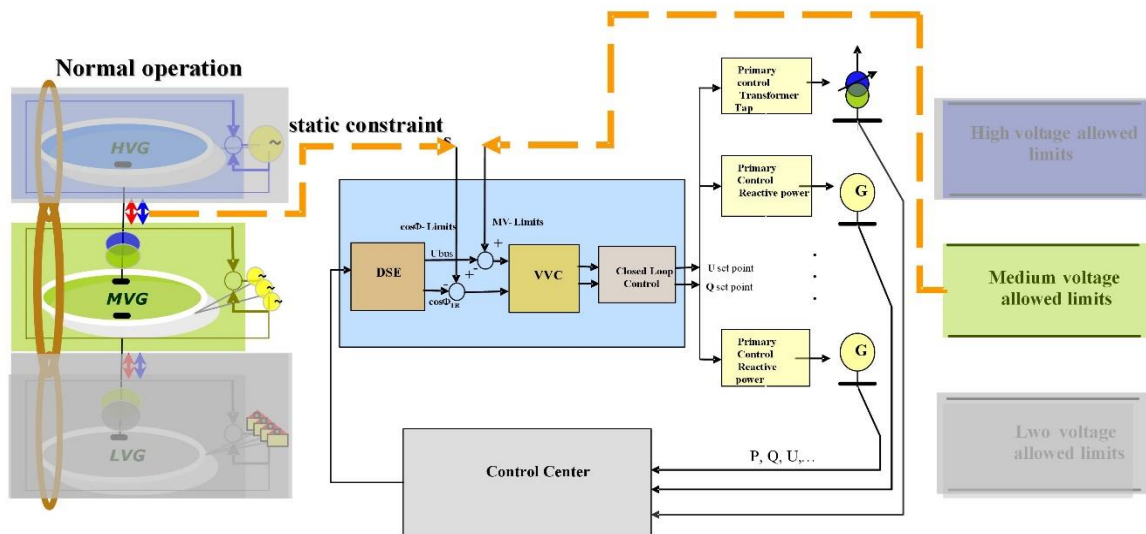 Normal operation
HVG
MVG
LVG
static constraint
S
cosΦ- Limits
MV- Limits
+
-
+
-
DSE
U bus
cosΦTR
VVC
Closed Loop
Control
U set point
Q set point
Primary
control
Transformer
Tap
Primary
Control
Reactive power
G
.
.
.
Primary
Control
Reactive
power
G
P, Q, U,...
Control Center
~
~
~
~
High voltage allowed
limits
Medium voltage
allowed limits
Lwo voltage
allowed limits